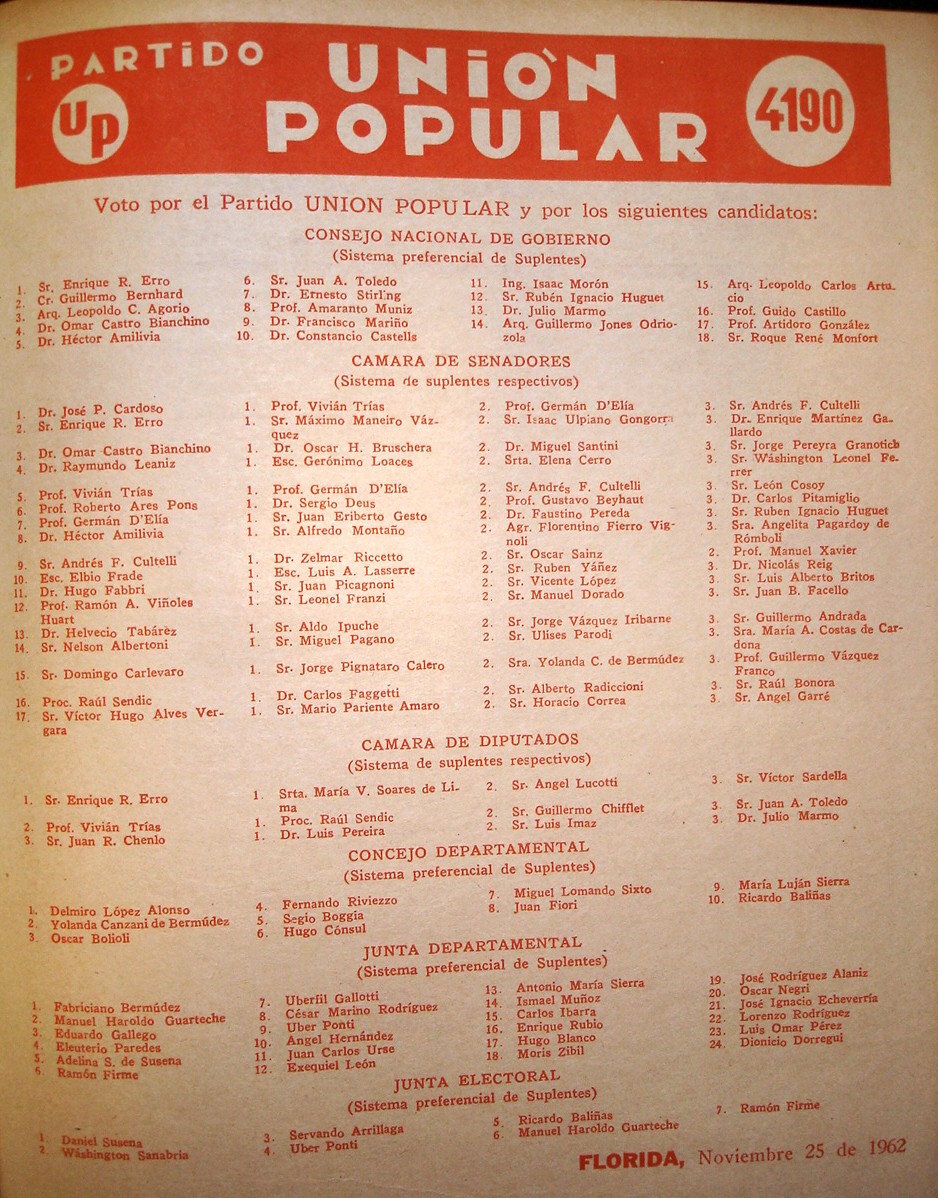 PARTIDO
UP
UNIÓN
POPULAR
4190
Voto por el Partido UNION POPULAR y por los siguientes candidatos:
CONSEJO NACIONAL DE GOBIERNO
(Sistema preferencial de Suplentes)
1. Sr. Enrique R. Erro
2. Cr. Guillermo Bernhard
3. Arq. Leopoldo C. Agorio
4. Dr. Omar Castro Bianchino
5. Dr. Héctor Amilivia
6. Sr. Juan A. Toledo
7. Dr. Ernesto Stirling
8. Prof. Amaranto Muniz
9. Dr. Francisco Mariño
10. Dr. Constancio Castells
11. Ing. Isaac Morón
12. Sr. Rubén Ignacio Huguet
13. Dr. Julio Marmo
14. Arq. Guillermo Jones Odrio-
zola
15. Arq. Leopoldo Carlos Artu-
cio
16. Prof. Guido Castillo
17. Prof. Artidoro González
18. Sr. Roque René Monfort
CAMARA DE SENADORES
(Sistema de suplentes respectivos)
1. Dr. José P. Cardoso
2. Sr. Enrique R. Erro
3. Dr. Omar Castro Bianchino
4. Dr. Raymundo Leaniz
5. Prof. Vivián Trías
6. Prof. Roberto Ares Pons
7. Prof. Germán D'Elía
8. Dr. Héctor Amilivia
9. Sr. Andrés F. Cultelli
10. Esc. Elbio Frade
11. Dr. Hugo Fabbri
12. Prof. Ramón A. Viñoles
Huart
13. Dr. Helvecio Tabárez
14. Sr. Nelson Albertoni
15. Sr. Domingo Carlevaro
16. Proc. Raúl Sendic
17. Sr. Víctor Hugo Alves Ver-
gara
1. Prof. Vivián Trías
1. Sr. Máximo Maneiro Váz-
quez
1. Dr. Oscar H. Bruschera
1. Esc. Gerónimo Loaces
1. Prof. Germán D'Elía
1. Dr. Sergio Deus
1. Sr. Juan Eriberto Gesto
1. Sr. Alfredo Montaño
1. Dr. Zelmar Riccetto
1. Esc. Luis A. Lasserre
1. Sr. Juan Picagnoni
1. Sr. Leonel Franzi
1. Sr. Aldo Ipuche
1. Sr. Miguel Pagano
1. Sr. Jorge Pignataro Calero
1. Dr. Carlos Faggetti
1. Sr. Mario Pariente Amaro
2. Prof. Germán D'Elía
2. Sr. Isaac Ulpiano Gongorra
2. Dr. Miguel Santini
2. Srta. Elena Cerro
2. Sr. Andrés F. Cultelli
2. Prof. Gustavo Beyhaut
2. Dr. Faustino Pereda
2. Agr. Florentino Fierro Vig-
noli
2. Sr. Oscar Sainz
2. Sr. Ruben Yáñez
2. Sr. Vicente López
2. Sr. Manuel Dorado
2. Sr. Jorge Vázquez Iribarne
2. Sr. Ulises Parodi
2. Sra. Yolanda C. de Bermúdez
2. Sr. Alberto Radiccioni
2. Sr. Horacio Correa
3. Sr. Andrés F. Cultelli
3. Dr. Enrique Martínez Ga-
llardo
3. Sr. Jorge Pereyra Granotich
3. Sr. Wáshington Leonel Fe-
rrer
3. Sr. León Cosoy
3. Dr. Carlos Pitamiglio
3. Sr. Ruben Ignacio Huguet
3. Sra. Angelita Pagardoy de
Rómboli
2. Prof. Manuel Xavier
3. Dr. Nicolás Reig
3. Sr. Luis Alberto Britos
3. Sr. Juan B. Facello
3. Sr. Guillermo Andrada
3. Sra. María A. Costas de Car-
dona
3. Prof. Guillermo Vázquez
Franco
3. Sr. Raúl Bonora
3. Sr. Angel Garré
CAMARA DE DIPUTADOS
(Sistema de suplentes respectivos)
1. Sr. Enrique R. Erro
2. Prof. Vivián Trías
3. Sr. Juan R. Chenlo
1. Srta. María V. Soares de Li-
ma
1. Proc. Raúl Sendic
1. Dr. Luis Pereira
2. Sr. Angel Lucotti
2. Sr. Guillermo Chifflet
2. Sr. Luis Imaz
3. Sr. Víctor Sardella
3. Sr. Juan A. Toledo
3. Dr. Julio Marmo
CONCEJO DEPARTAMENTAL
(Sistema preferencial de Suplentes)
1. Delmiro López Alonso
2. Yolanda Canzani de Bermúdez
3. Oscar Bolioli
4. Fernando Riviezzo
5. Segio Boggia
6. Hugo Cónsul
7. Miguel Lomando Sixto
8. Juan Fiori
9. María Luján Sierra
10. Ricardo Baliñas
JUNTA DEPARTAMENTAL
(Sistema preferencial de Suplentes)
1. Fabriciano Bermúdez
2. Manuel Haroldo Guarteche
3. Eduardo Gallego
4. Eleuterio Paredes
5. Adelina S. de Susena
6. Ramón Firme
7. Uberfil Gallotti
8. César Marino Rodríguez
9. Uber Ponti
10. Angel Hernández
11. Juan Carlos Urse
12. Exequiel León
13. Antonio María Sierra
14. Ismael Muñoz
15. Carlos Ibarra
16. Enrique Rubio
17. Hugo Blanco
18. Moris Zibil
19. José Rodríguez Alaniz
20. Oscar Negri
21. José Ignacio Echeverría
22. Lorenzo Rodríguez
23. Luis Omar Pérez
24. Dionicio Dorregui
JUNTA ELECTORAL
(Sistema preferencial de Suplentes)
1 Daniel Susena
2 Wáshington Sanabria
3. Servando Arrillaga
4. Uber Ponti
5. Ricardo Baliñas
6. Manuel Haroldo Guarteche
7. Ramón Firme
FLORIDA, Noviembre 25 de 1962